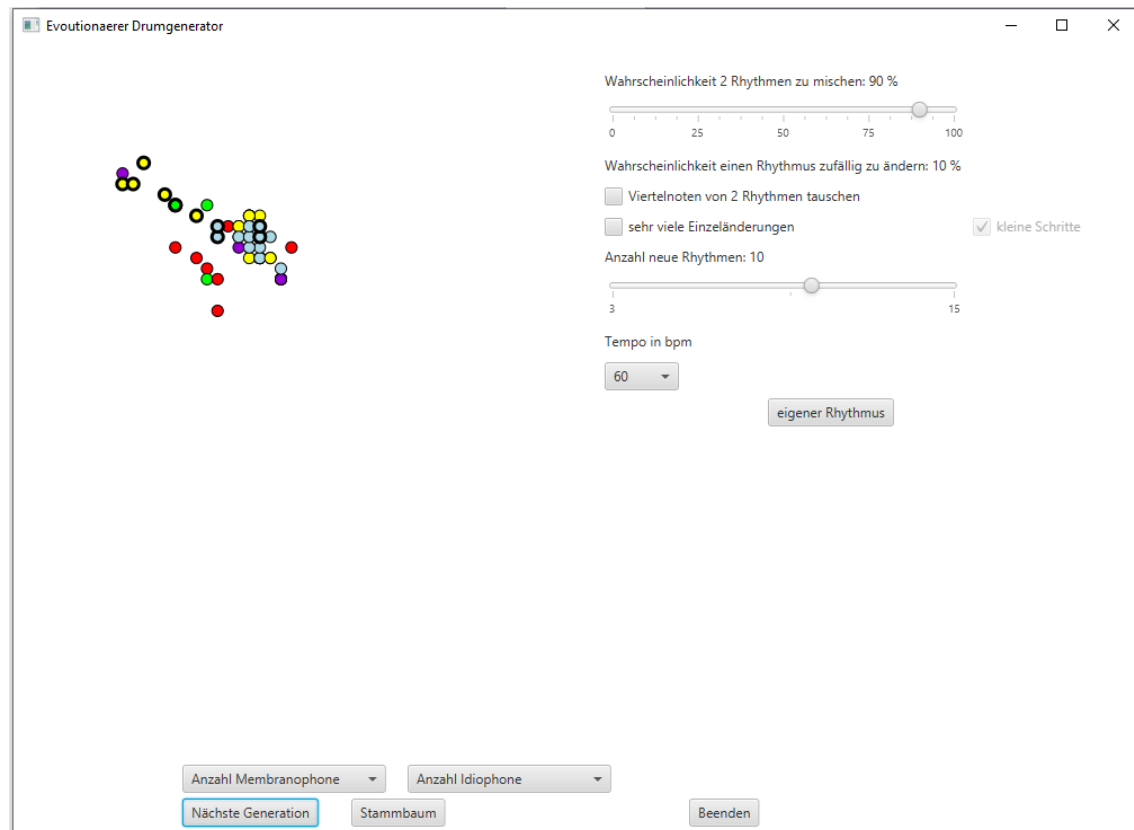 Evoutionaerer Drumgenerator
Wahrscheinlichkeit 2 Rhythmen zu mischen: 90 %
0 25 50 75 100
Wahrscheinlichkeit einen Rhythmus zufällig zu ändern: 10 %
Viertelnoten von 2 Rhythmen tauschen
sehr viele Einzeländerungen kleine Schritte
Anzahl neue Rhythmen: 10
3 15
Tempo in bpm
60
eigener Rhythmus
Anzahl Membranophone Anzahl Idiophone
Nächste Generation Stammbaum Beenden